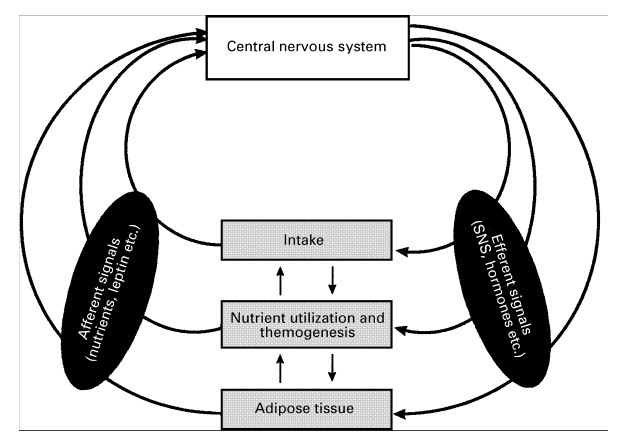 Central nervous system
Afferent signals
(nutrients, leptin etc.)
Efferent signals
(SNS, hormones etc.)
Intake
Nutrient utilization and
themogenesis
Adipose tissue